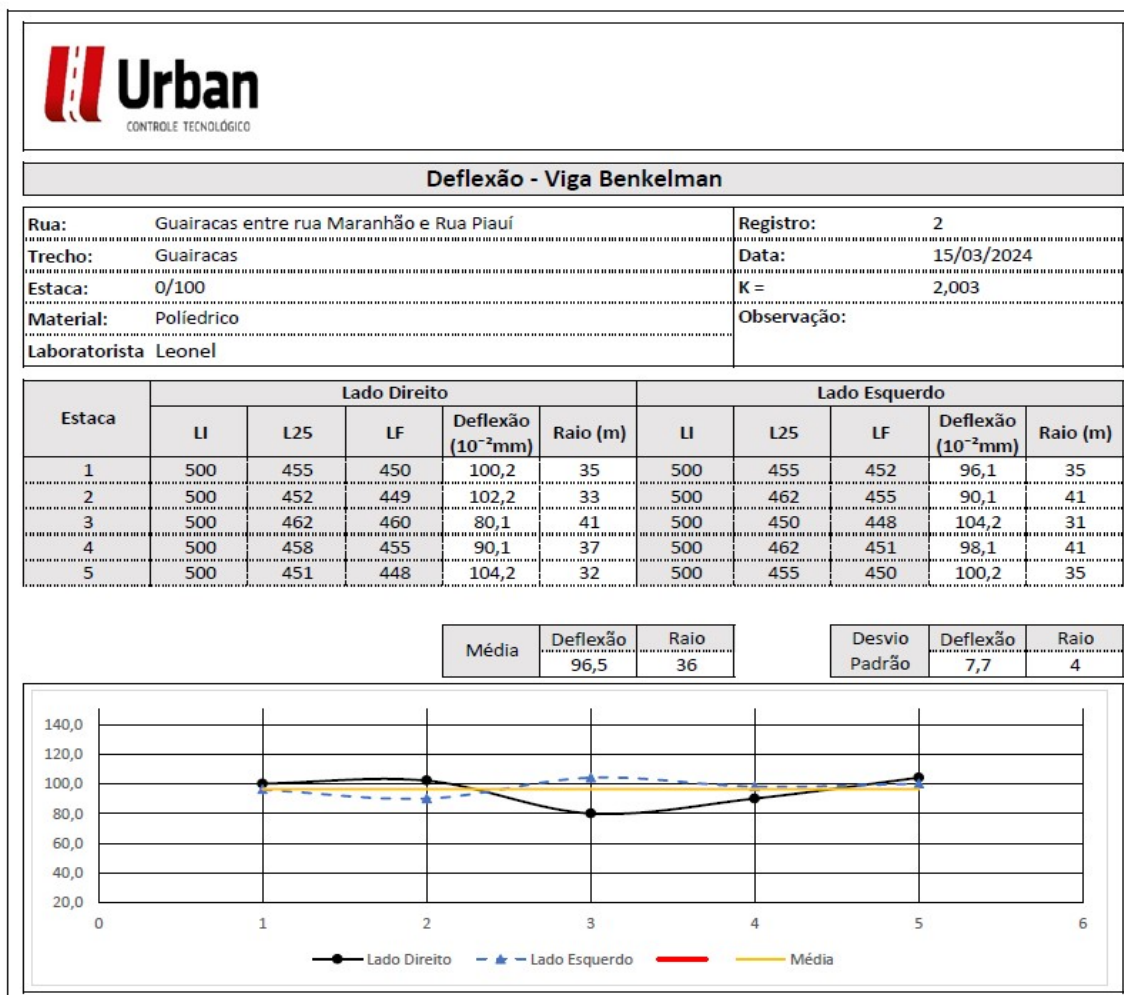 Urban
CONTROLE TECNOLÓGICO
Deflexão - Viga Benkelman
Rua: Guairacas entre rua Maranhão e Rua Piauí Registro: 2
Trecho: Guairacas Data: 15/03/2024
Estaca: 0/100 K = 2,003
Material: Políedrico Observação:
Laboratorista Leonel
Estaca Lado Direito Lado Esquerdo
LI L25 LF Deflexão (10⁻²mm) Raio (m) LI L25 LF Deflexão (10⁻²mm) Raio (m)
1 500 455 450 100,2 35 500 455 452 96,1 35
2 500 452 449 102,2 33 500 462 455 90,1 41
3 500 462 460 80,1 41 500 450 448 104,2 31
4 500 458 455 90,1 37 500 462 451 98,1 41
5 500 451 448 104,2 32 500 455 450 100,2 35
Média Deflexão Raio Desvio Padrão Deflexão Raio
96,5 36 7,7 4
140,0
120,0
100,0
80,0
60,0
40,0
20,0
0 1 2 3 4 5 6
Lado Direito Lado Esquerdo Média